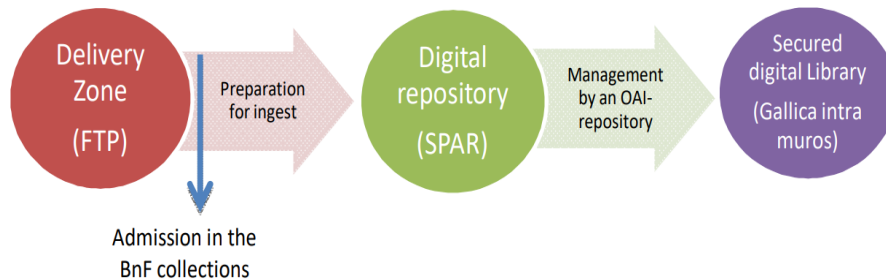 Delivery
Zone
(FTP)
Preparation
for ingest
Digital
repository
(SPAR)
Management
by an OAI-
repository
Secured
digital Library
(Gallica intra
muros)
Admission in the
BnF collections